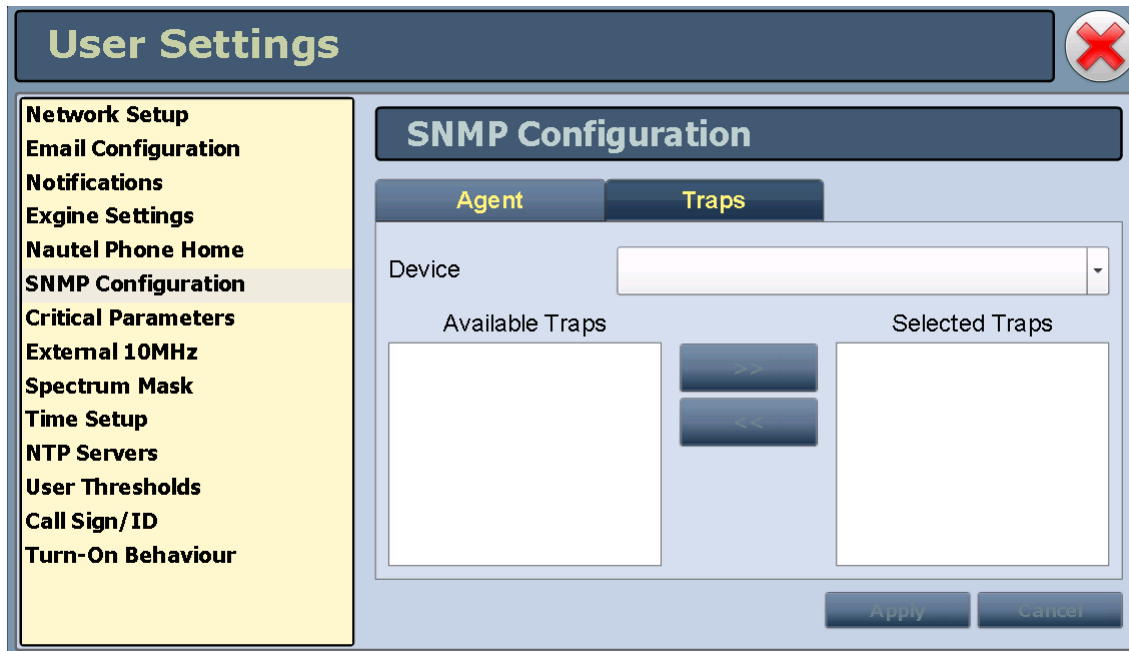 User Settings
Network Setup
Email Configuration
Notifications
Exgine Settings
Nautel Phone Home
SNMP Configuration
Critical Parameters
External 10MHz
Spectrum Mask
Time Setup
NTP Servers
User Thresholds
Call Sign/ID
Turn-On Behaviour
SNMP Configuration
Agent
Traps
Device
Available Traps
Selected Traps
>>
<<
Apply
Cancel